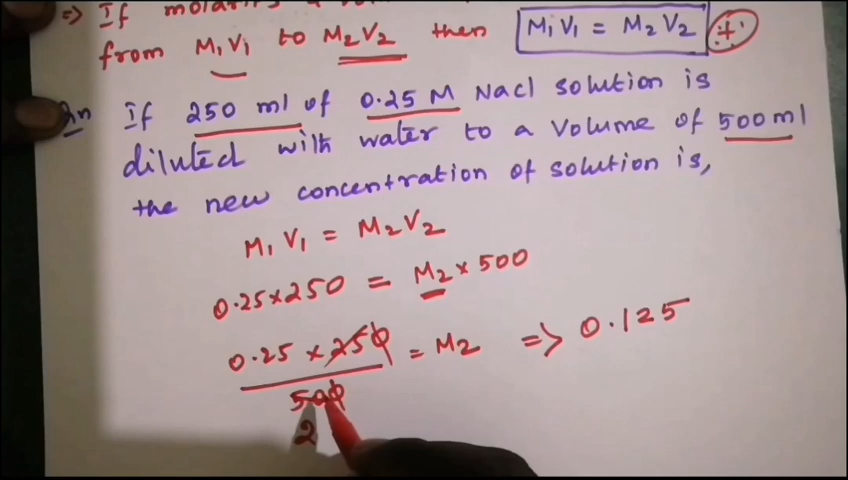 => If molarity
from M₁V₁ to M₂V₂ then M₁V₁ = M₂V₂
If 250 ml of 0.25 M Nacl solution is
diluted with water to a volume of 500ml
the new concentration of solution is,
M₁V₁ = M₂V₂
0.25×250 = M₂×500
0.25 × 250 = M₂ => 0.125
500
2